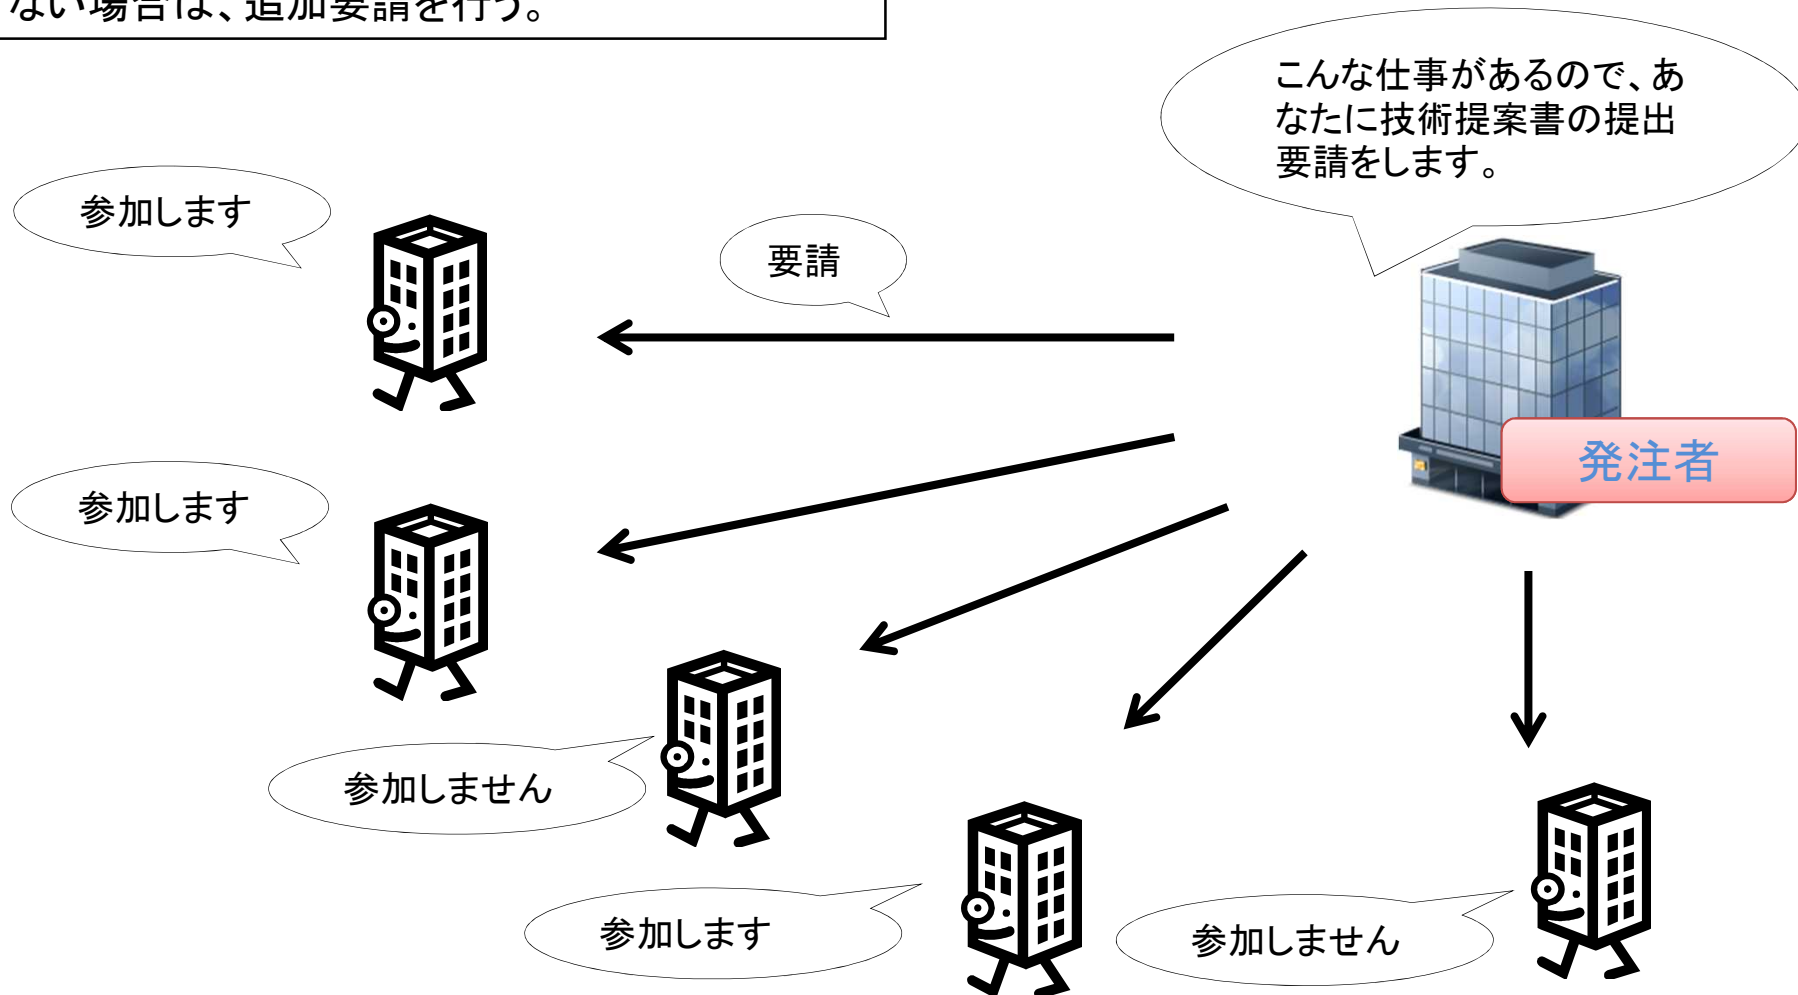 ない場合は、追加要請を行う。
こんな仕事があるので、あ
なたに技術提案書の提出
要請をします。
参加します
要請
発注者
参加します
参加しません
参加します
参加しません